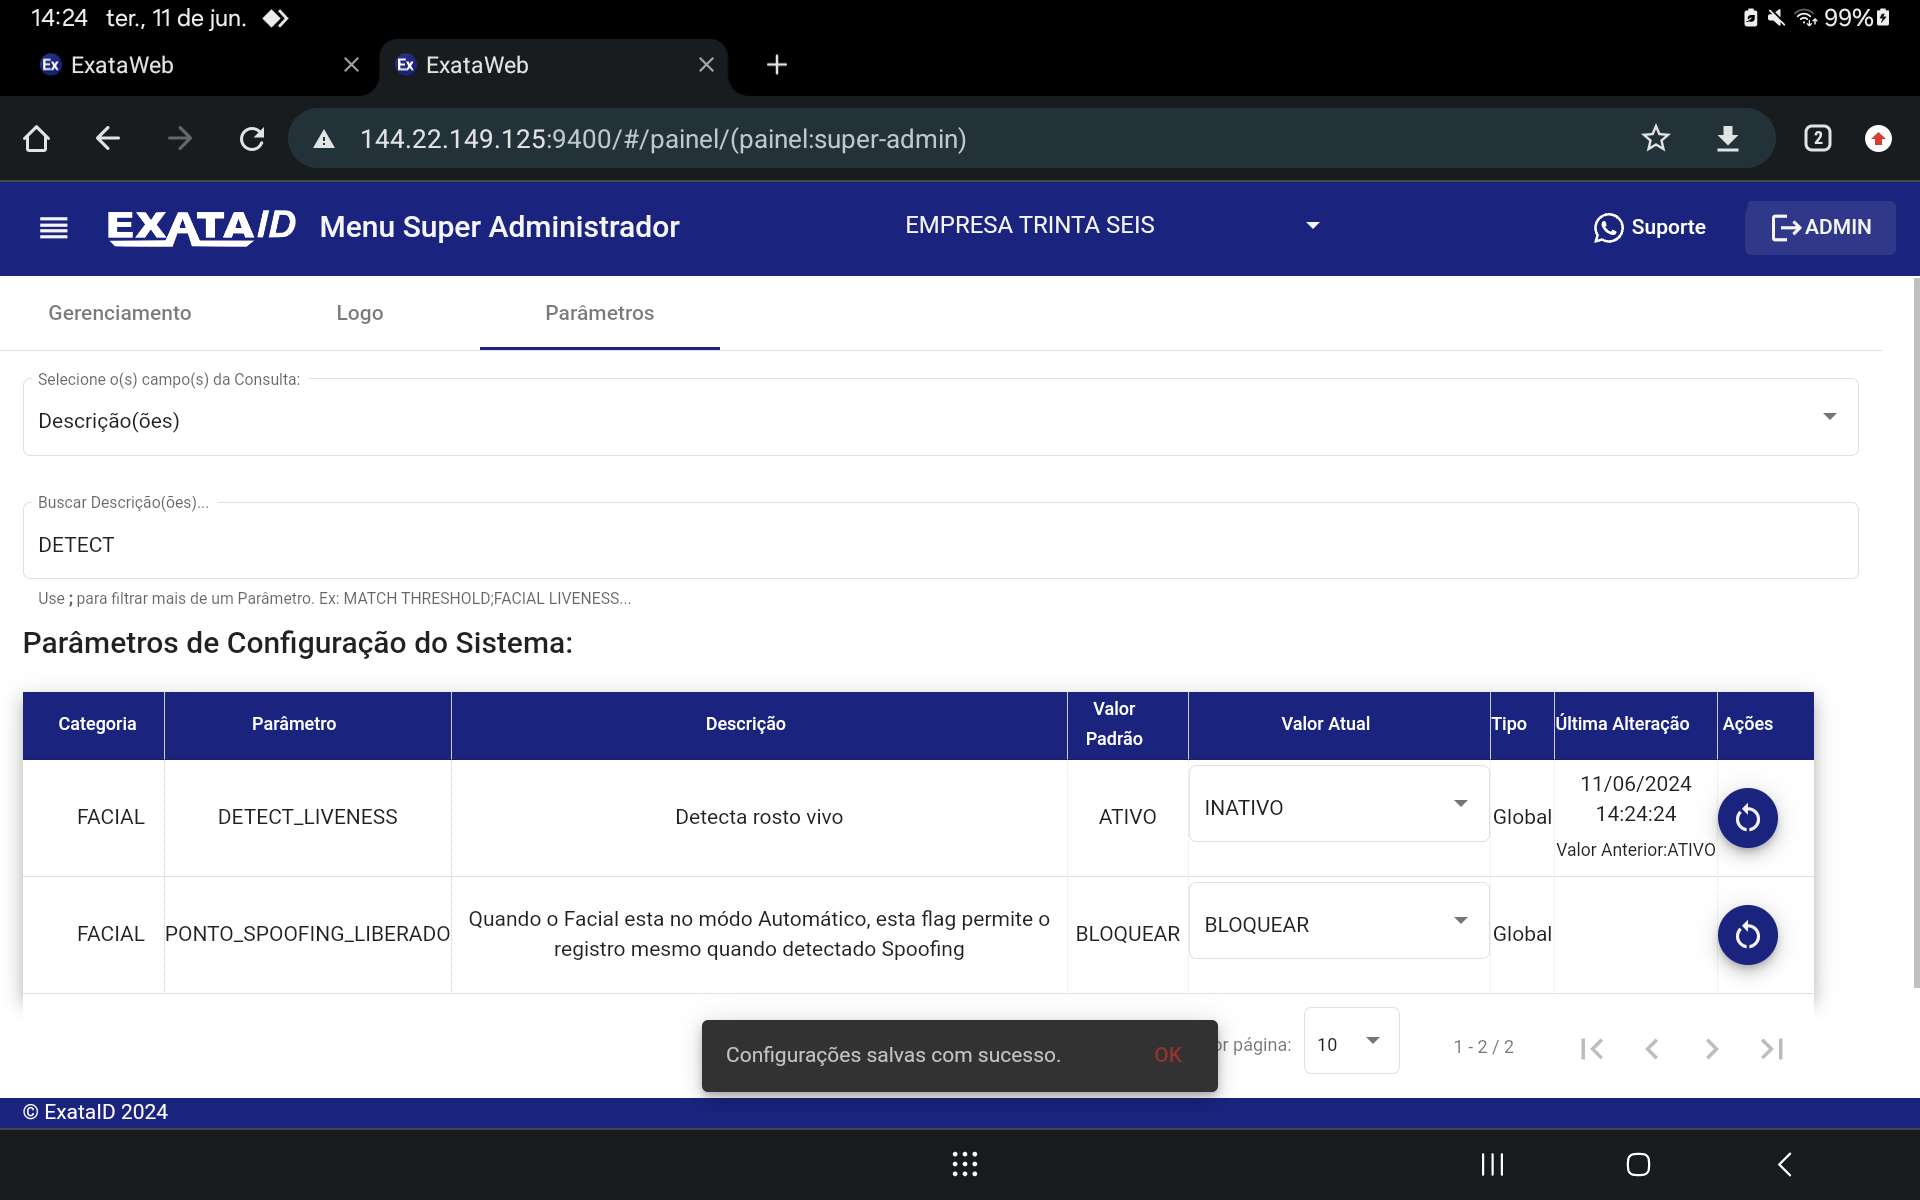 14:24 ter., 11 de jun.
99%
Ex ExataWeb
Ex ExataWeb
144.22.149.125:9400/#/painel/(painel:super-admin)
2
EXATAID Menu Super Administrador
EMPRESA TRINTA SEIS
Suporte
ADMIN
Gerenciamento
Logo
Parâmetros
Selecione o(s) campo(s) da Consulta:
Descrição(ões)
Buscar Descrição(ões)...
DETECT
Use ; para filtrar mais de um Parâmetro. Ex: MATCH THRESHOLD;FACIAL LIVENESS...
Parâmetros de Configuração do Sistema:
Categoria
Parâmetro
Descrição
Valor
Padrão
Valor Atual
Tipo
Última Alteração
Ações
FACIAL
DETECT_LIVENESS
Detecta rosto vivo
ATIVO
INATIVO
Global
11/06/2024
14:24:24
Valor Anterior:ATIVO
FACIAL
PONTO_SPOOFING_LIBERADO
Quando o Facial esta no módo Automático, esta flag permite o
registro mesmo quando detectado Spoofing
BLOQUEAR
BLOQUEAR
Global
Configurações salvas com sucesso.
OK
or página:
10
1 - 2 / 2
© ExataID 2024